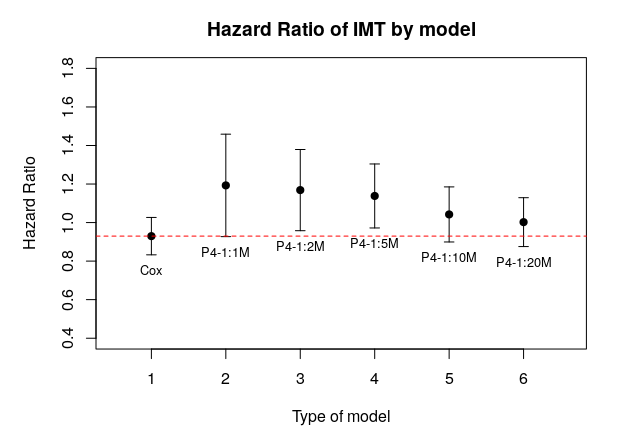 Hazard Ratio of IMT by model
Hazard Ratio
1.8
1.6
1.4
1.2
1.0
0.8
0.6
0.4
Cox
P4-1:1M
P4-1:2M
P4-1:5M
P4-1:10M
P4-1:20M
1 2 3 4 5 6
Type of model